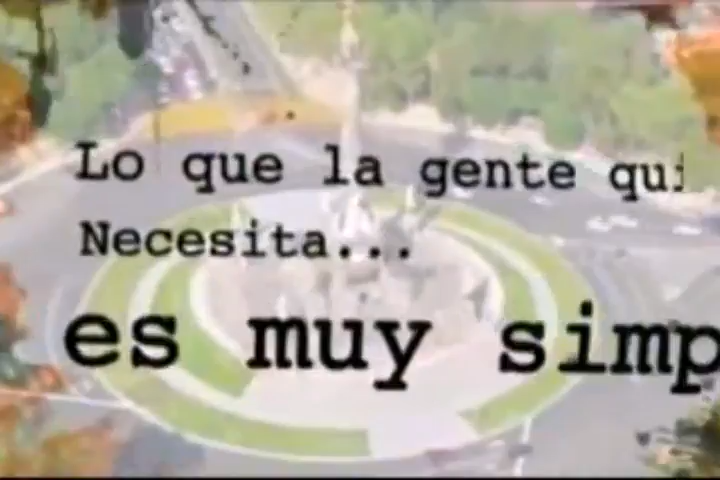 Lo que la gente qui
Necesita...
es muy simp